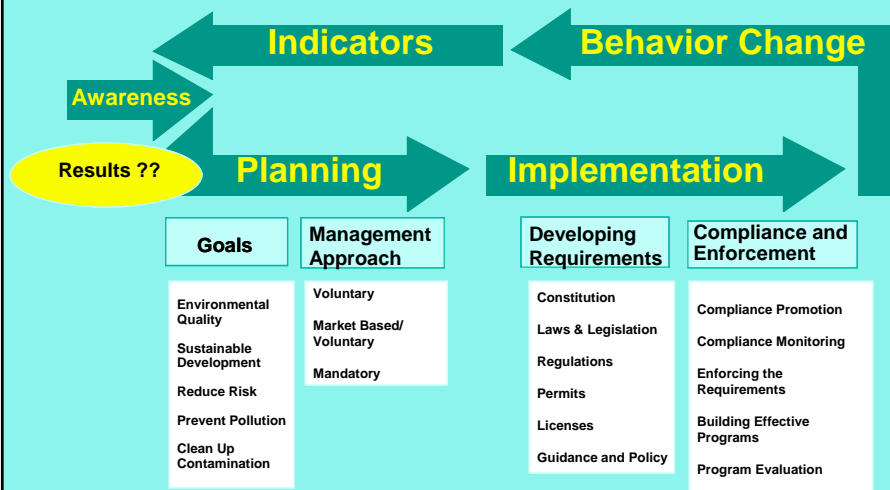 Indicators
Behavior Change
Awareness
Results ??
Planning
Implementation
Goals
Management
Approach
Developing
Requirements
Compliance and
Enforcement
Environmental
Quality
Sustainable
Development
Reduce Risk
Prevent Pollution
Clean Up
Contamination
Voluntary
Market Based/
Voluntary
Mandatory
Constitution
Laws & Legislation
Regulations
Permits
Licenses
Guidance and Policy
Compliance Promotion
Compliance Monitoring
Enforcing the
Requirements
Building Effective
Programs
Program Evaluation